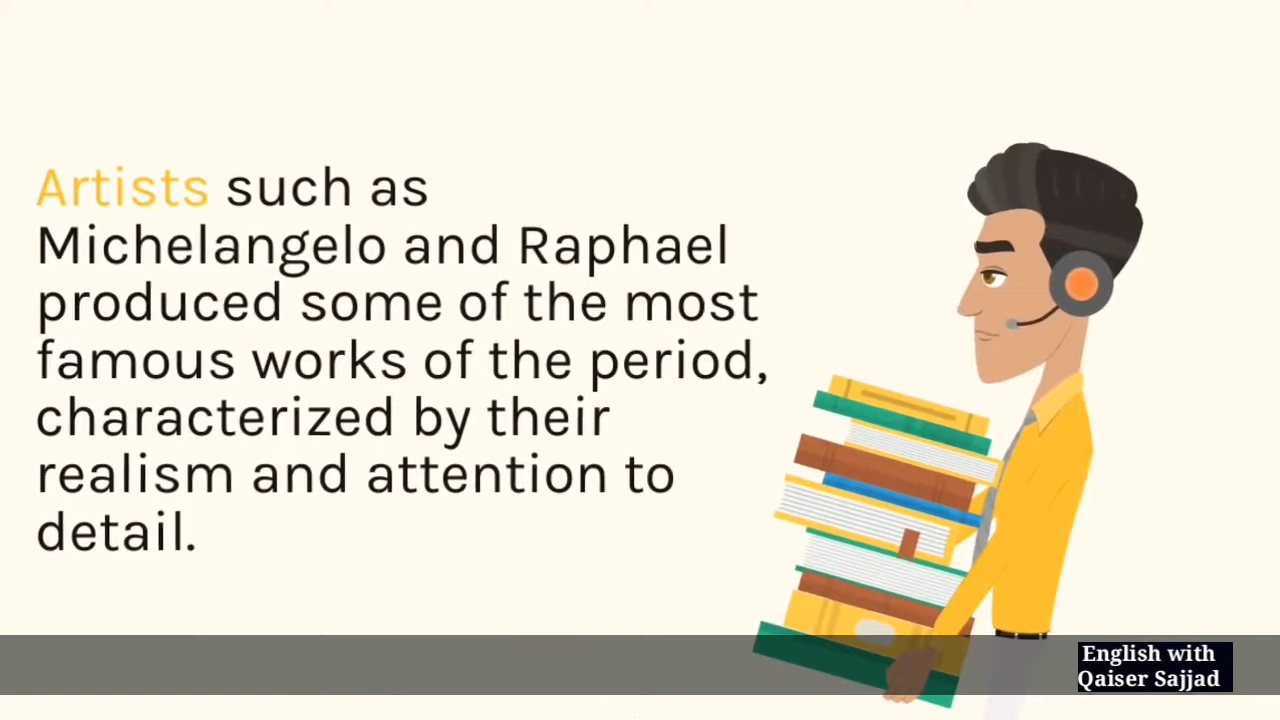 Artists such as
Michelangelo and Raphael
produced some of the most
famous works of the period,
characterized by their
realism and attention to
detail.
English with
Qaiser Sajjad